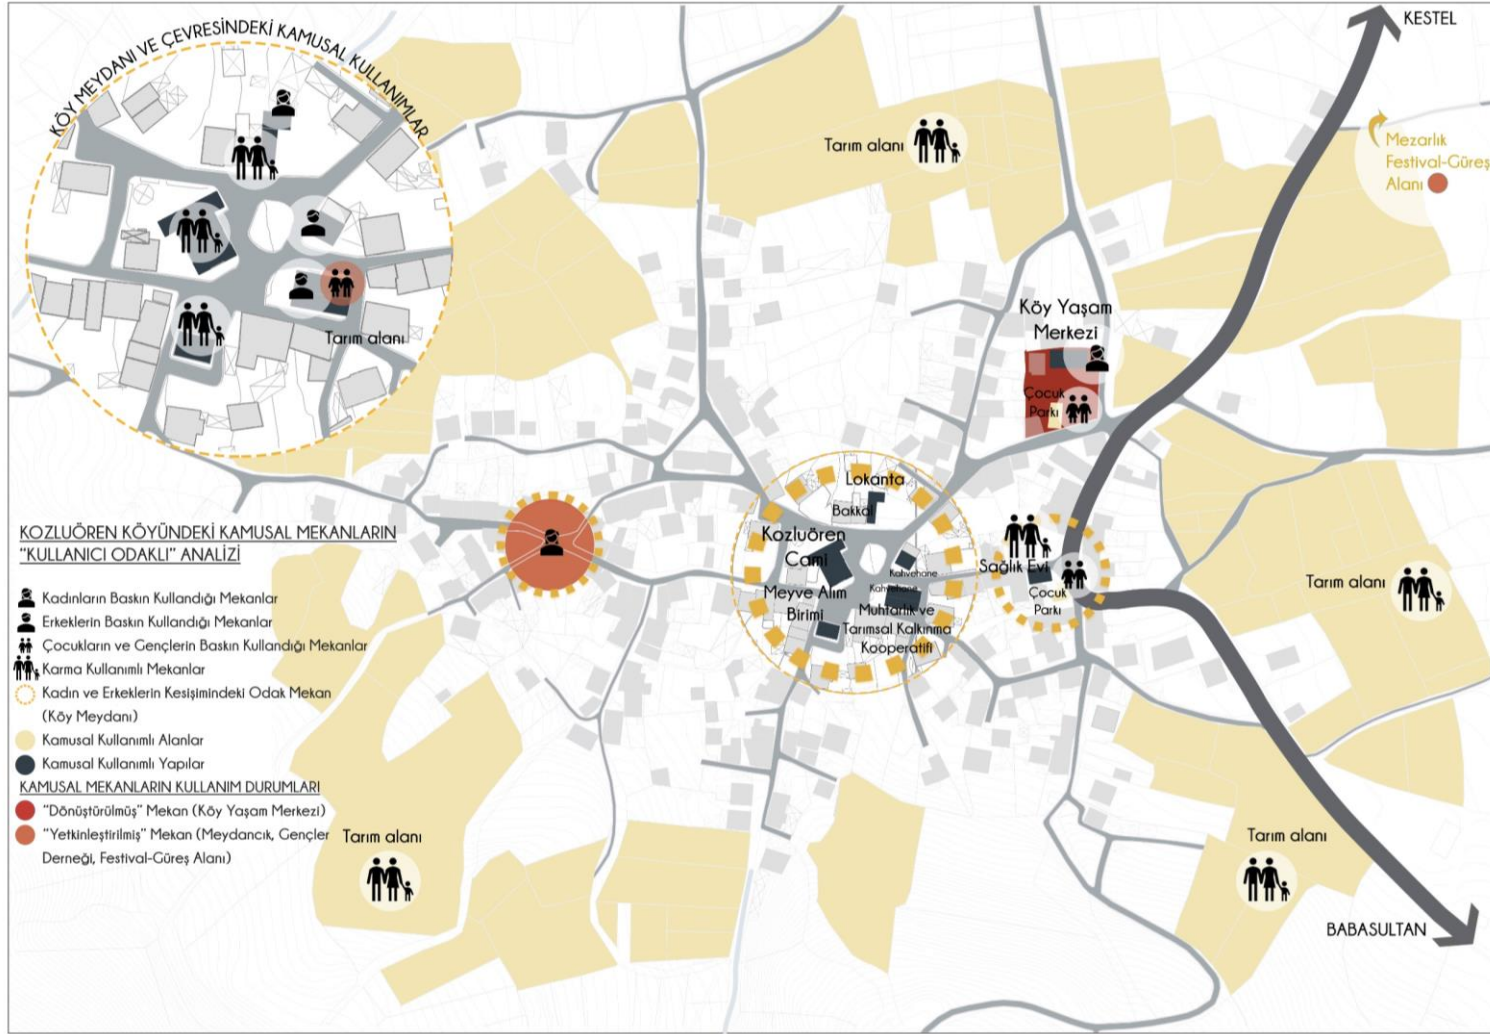 KÖY MEYDANI VE ÇEVRESİNDEKİ KAMUSAL KULLANIMLAR
Tarım alanı
KESTEL
Mezarlık
Festival-Güreş
Alanı
Tarım alanı
Köy Yaşam
Merkezi
Çocuk
Parkı
Lokanta
Bakkal
Kozluören
Cami
Kahvehane
Kahvehane
Meyve Alım
Birimi
Muhtarlık ve
Tarımsal Kalkınma
Kooperatifi
Sağlık Evi
Çocuk
Parkı
Tarım alanı
KOZLUÖREN KÖYÜNDEKİ KAMUSAL MEKANLARIN
"KULLANICI ODAKLI" ANALİZİ
Kadınların Baskın Kullandığı Mekanlar
Erkeklerin Baskın Kullandığı Mekanlar
Çocukların ve Gençlerin Baskın Kullandığı Mekanlar
Karma Kullanımlı Mekanlar
Kadın ve Erkeklerin Kesişimindeki Odak Mekan
(Köy Meydanı)
Kamusal Kullanımlı Alanlar
Kamusal Kullanımlı Yapılar
KAMUSAL MEKANLARIN KULLANIM DURUMLARI
"Dönüştürülmüş" Mekan (Köy Yaşam Merkezi)
"Yetkinleştirilmiş" Mekan (Meydancık, Gençler
Derneği, Festival-Güreş Alanı)
Tarım alanı
Tarım alanı
BABASULTAN